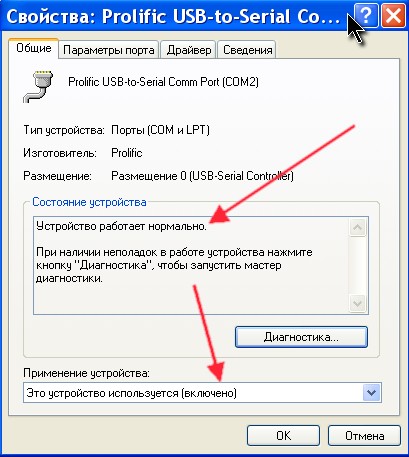 Свойства: Prolific USB-to-Serial Co...
Общие Параметры порта Драйвер Сведения
Prolific USB-to-Serial Comm Port (COM2)
Тип устройства: Порты (COM и LPT)
Изготовитель: Prolific
Размещение: Размещение 0 (USB-Serial Controller)
Состояние устройства
Устройство работает нормально.
При наличии неполадок в работе устройства нажмите
кнопку "Диагностика", чтобы запустить мастер
диагностики.
Диагностика...
Применение устройства:
Это устройство используется (включено)
OK Отмена